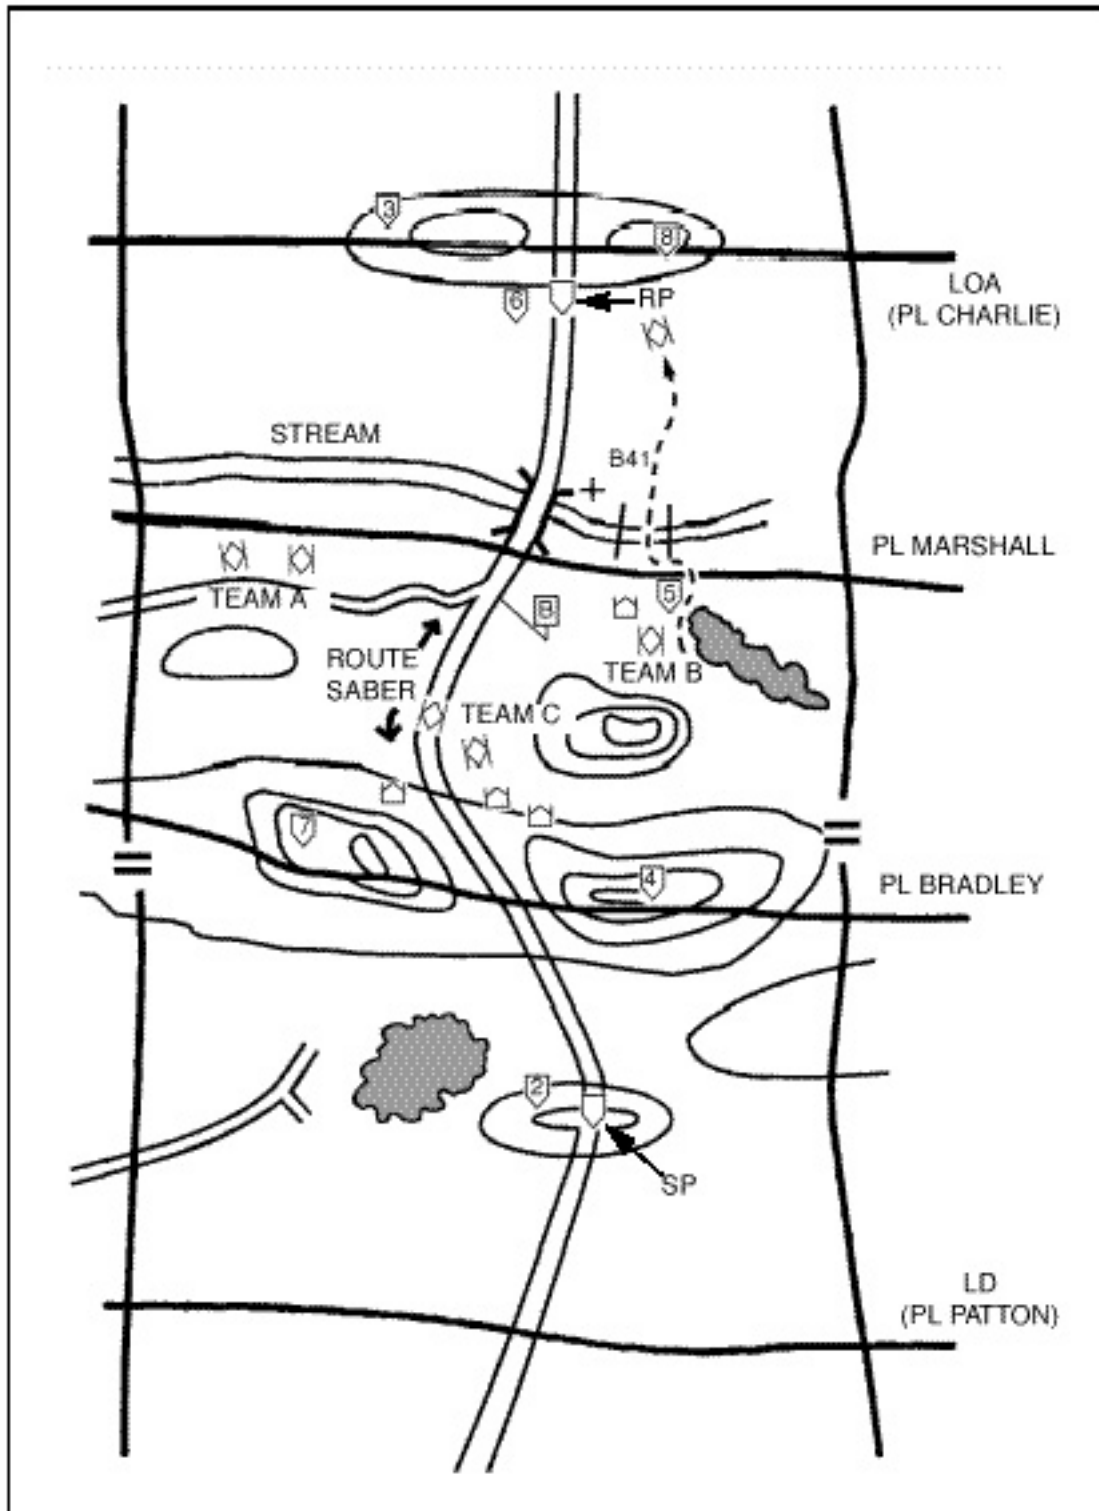 3
8
LOA
(PL CHARLIE)
6
RP
STREAM
B41
PL MARSHALL
TEAM A
B
5
ROUTE
SABER
TEAM B
TEAM C
7
4
PL BRADLEY
2
SP
LD
(PL PATTON)